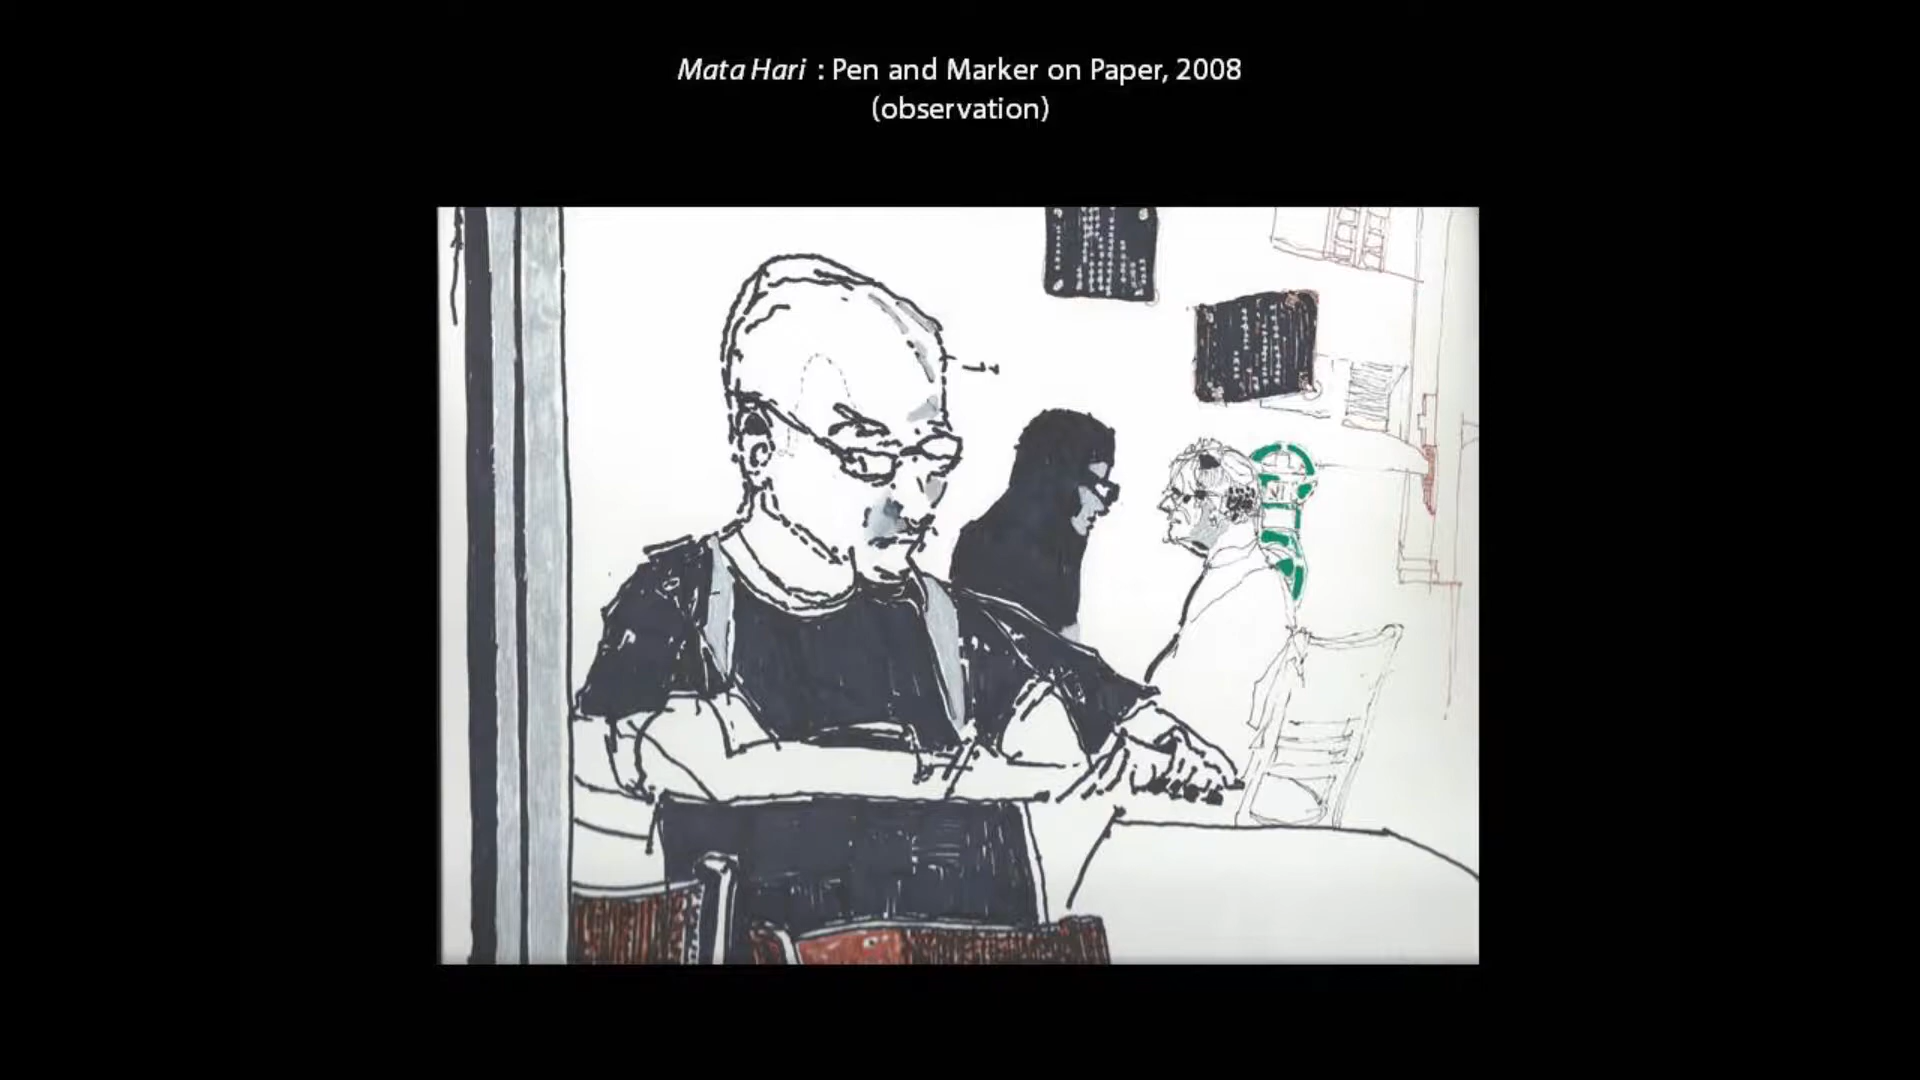 Mata Hari : Pen and Marker on Paper, 2008
(observation)